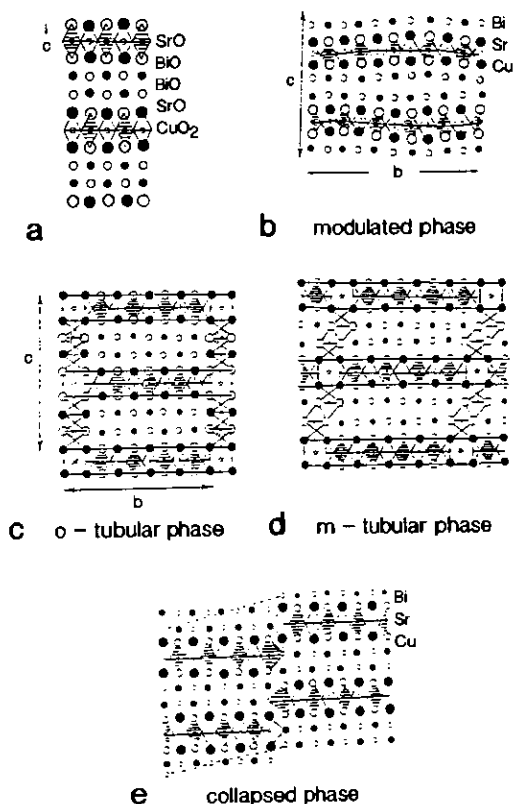 c
SrO
BiO
BiO
SrO
CuO₂
a
Bi
Sr
Cu
c
b
b modulated phase
c
b
c o – tubular phase
d m – tubular phase
Bi
Sr
Cu
e collapsed phase